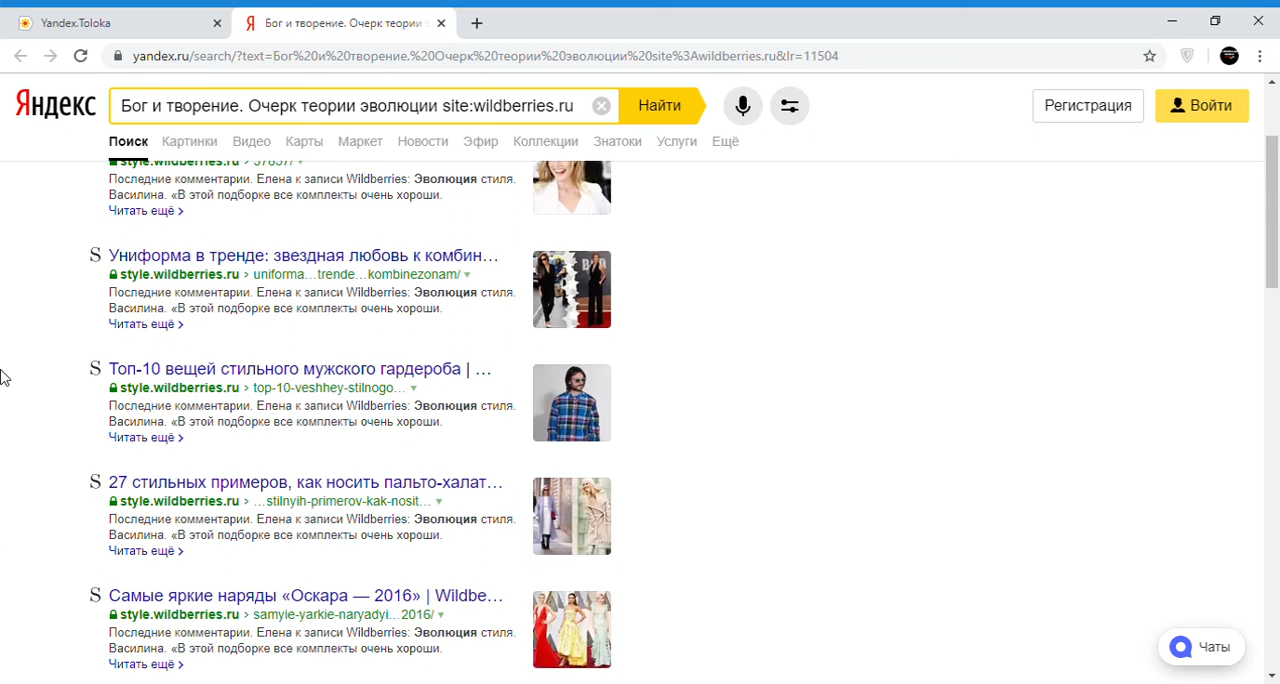 Yandex.Toloka
Бог и творение. Очерк теории э
yandex.ru/search/?text=Бог%20и%20творение.%20Очерк%20теории%20эволюции%20site%3Awildberries.ru&lr=11504
Яндекс
Бог и творение. Очерк теории эволюции site:wildberries.ru
Найти
Регистрация
Войти
Поиск Картинки Видео Карты Маркет Новости Эфир Коллекции Знатоки Услуги Ещё
style.wildberries.ru › 37837/
Последние комментарии. Елена к записи Wildberries: Эволюция стиля.
Василина. «В этой подборке все комплекты очень хороши.
Читать ещё ›
S Униформа в тренде: звездная любовь к комбин...
style.wildberries.ru › uniforma...trende...kombinezonam/
Последние комментарии. Елена к записи Wildberries: Эволюция стиля.
Василина. «В этой подборке все комплекты очень хороши.
Читать ещё ›
S Топ-10 вещей стильного мужского гардероба | ...
style.wildberries.ru › top-10-veshhey-stilnogo...
Последние комментарии. Елена к записи Wildberries: Эволюция стиля.
Василина. «В этой подборке все комплекты очень хороши.
Читать ещё ›
S 27 стильных примеров, как носить пальто-халат...
style.wildberries.ru › ...stilnyih-primerov-kak-nosit...
Последние комментарии. Елена к записи Wildberries: Эволюция стиля.
Василина. «В этой подборке все комплекты очень хороши.
Читать ещё ›
S Самые яркие наряды «Оскара — 2016» | Wildbe...
style.wildberries.ru › samyie-yarkie-naryadyi...2016/
Последние комментарии. Елена к записи Wildberries: Эволюция стиля.
Василина. «В этой подборке все комплекты очень хороши.
Читать ещё ›
Чаты